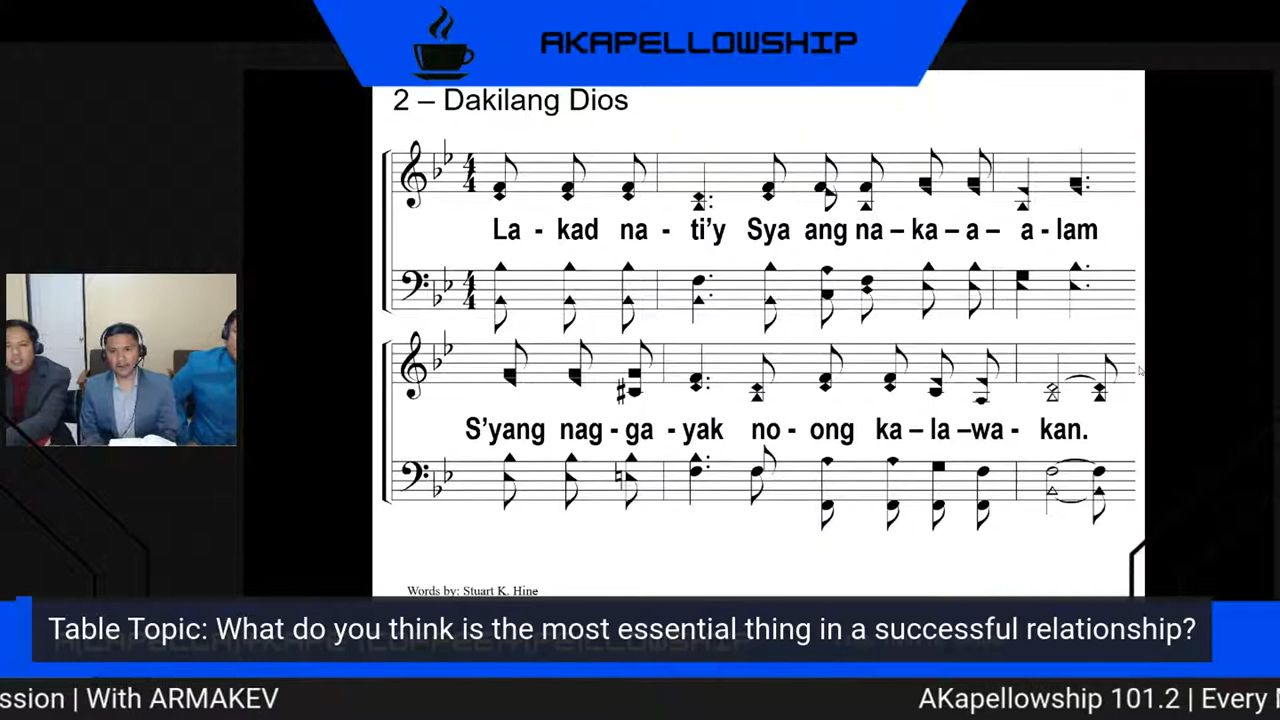 AKAPELLOWSHIP
2 – Dakilang Dios
La - kad na - ti'y Sya ang na – ka – a – a - lam
S'yang nag - ga - yak no - ong ka – la –wa - kan.
Words by: Stuart K. Hine
Table Topic: What do you think is the most essential thing in a successful relationship?
ssion | With ARMAKEV
AKapellowship 101.2 | Every